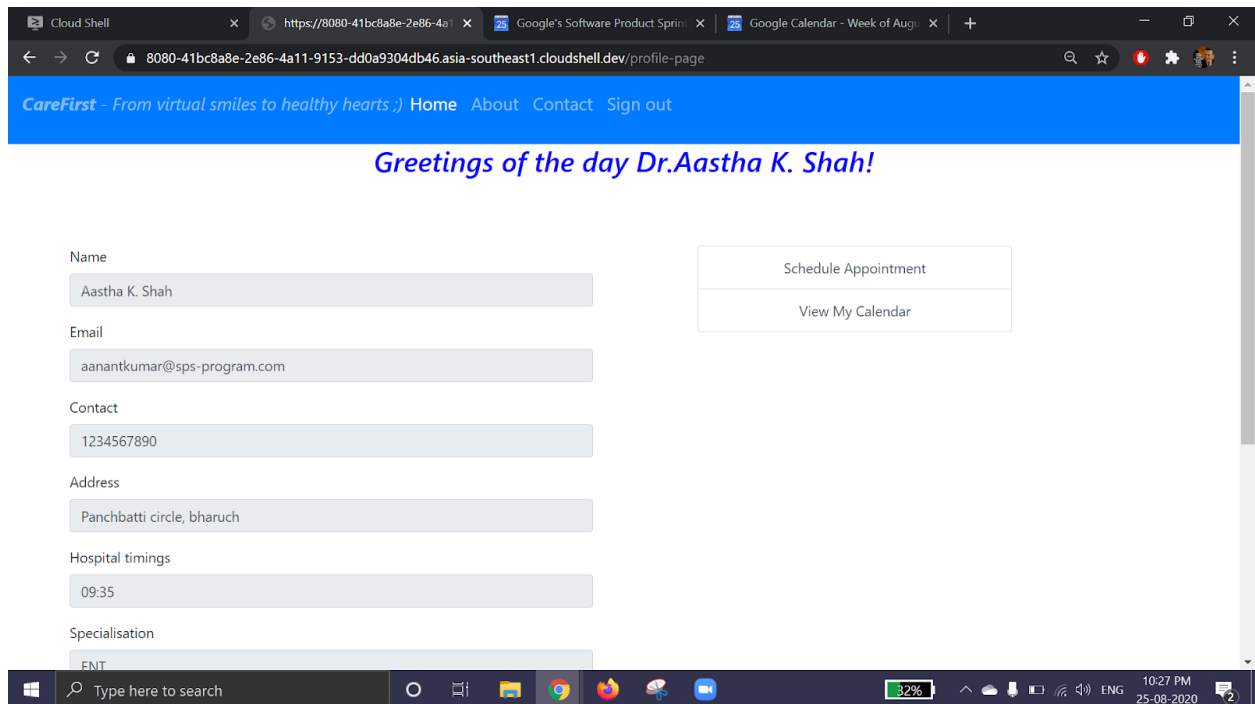 Cloud Shell
https://8080-41bc8a8e-2e86-4a1
Google's Software Product Sprin
Google Calendar - Week of Augu
8080-41bc8a8e-2e86-4a11-9153-dd0a9304db46.asia-southeast1.cloudshell.dev/profile-page
CareFirst - From virtual smiles to healthy hearts ;) Home About Contact Sign out
Greetings of the day Dr.Aastha K. Shah!
Name
Aastha K. Shah
Email
aanantkumar@sps-program.com
Contact
1234567890
Address
Panchbatti circle, bharuch
Hospital timings
09:35
Specialisation
ENT
Schedule Appointment
View My Calendar
Type here to search
32%
ENG
10:27 PM
25-08-2020
2